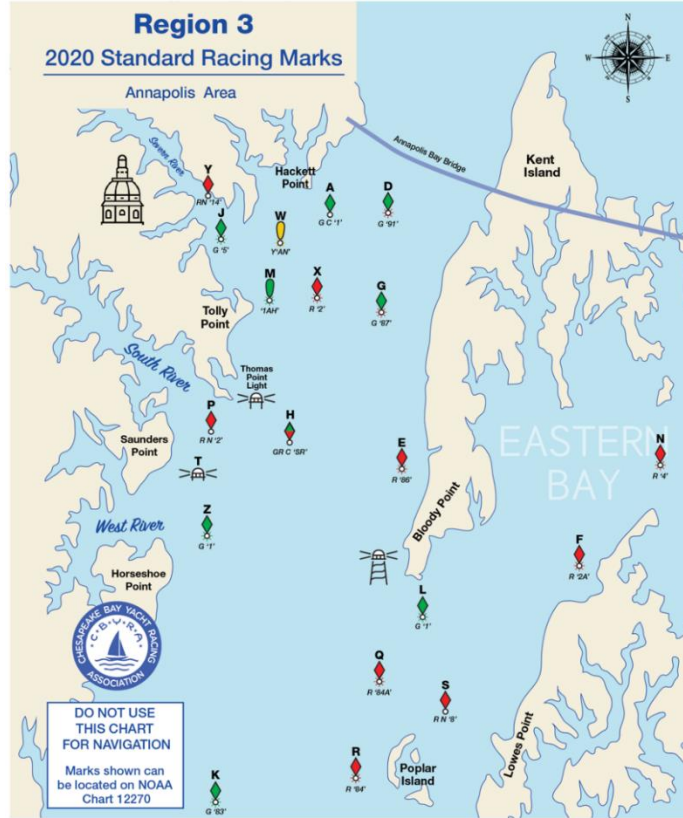 Region 3
2020 Standard Racing Marks
Annapolis Area
N
W E
S
Annapolis Bay Bridge
Kent
Island
Severn River
Hackett
Point
Y
RN '14'
A
G C '1'
D
G '91'
J
G '5'
W
Y'AN'
M
'1AH'
X
R '2'
G
G '87'
Tolly
Point
South River
Thomas
Point
Light
P
R N '2'
H
GR C 'SR'
Saunders
Point
T
E
R '86'
EASTERN
BAY
N
R '4'
Bloody Point
Z
G '1'
West River
F
R '2A'
Horseshoe
Point
L
G '1'
CHESAPEAKE BAY YACHT RACING
C·B·Y·R·A
ASSOCIATION
Q
R '84A'
S
R N '8'
Lowes Point
DO NOT USE
THIS CHART
FOR NAVIGATION
Marks shown can
be located on NOAA
Chart 12270
R
R '84'
Poplar
Island
K
G '83'